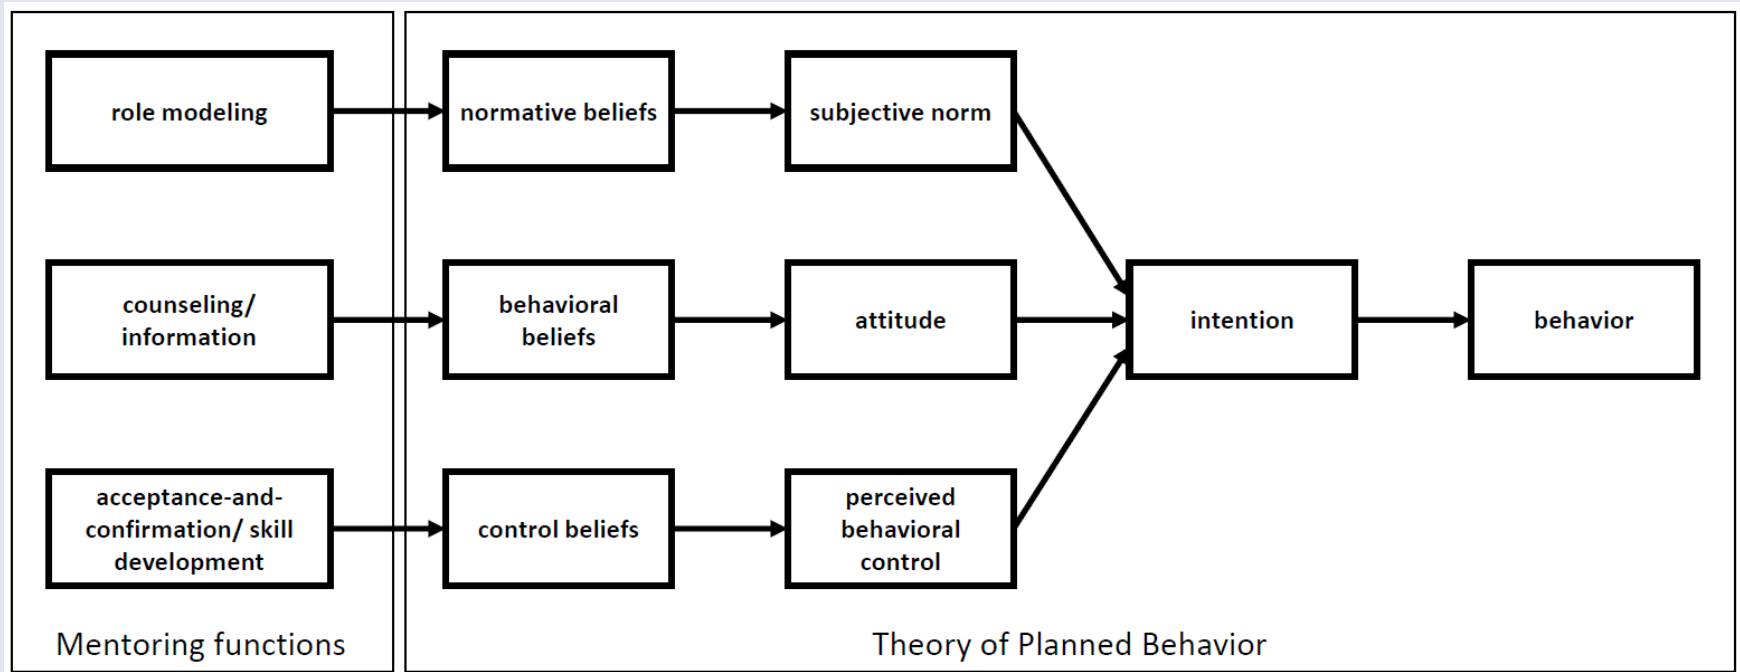 role modeling
normative beliefs
subjective norm
counseling/
information
behavioral
beliefs
attitude
intention
behavior
acceptance-and-
confirmation/ skill
development
control beliefs
perceived
behavioral
control
Mentoring functions
Theory of Planned Behavior